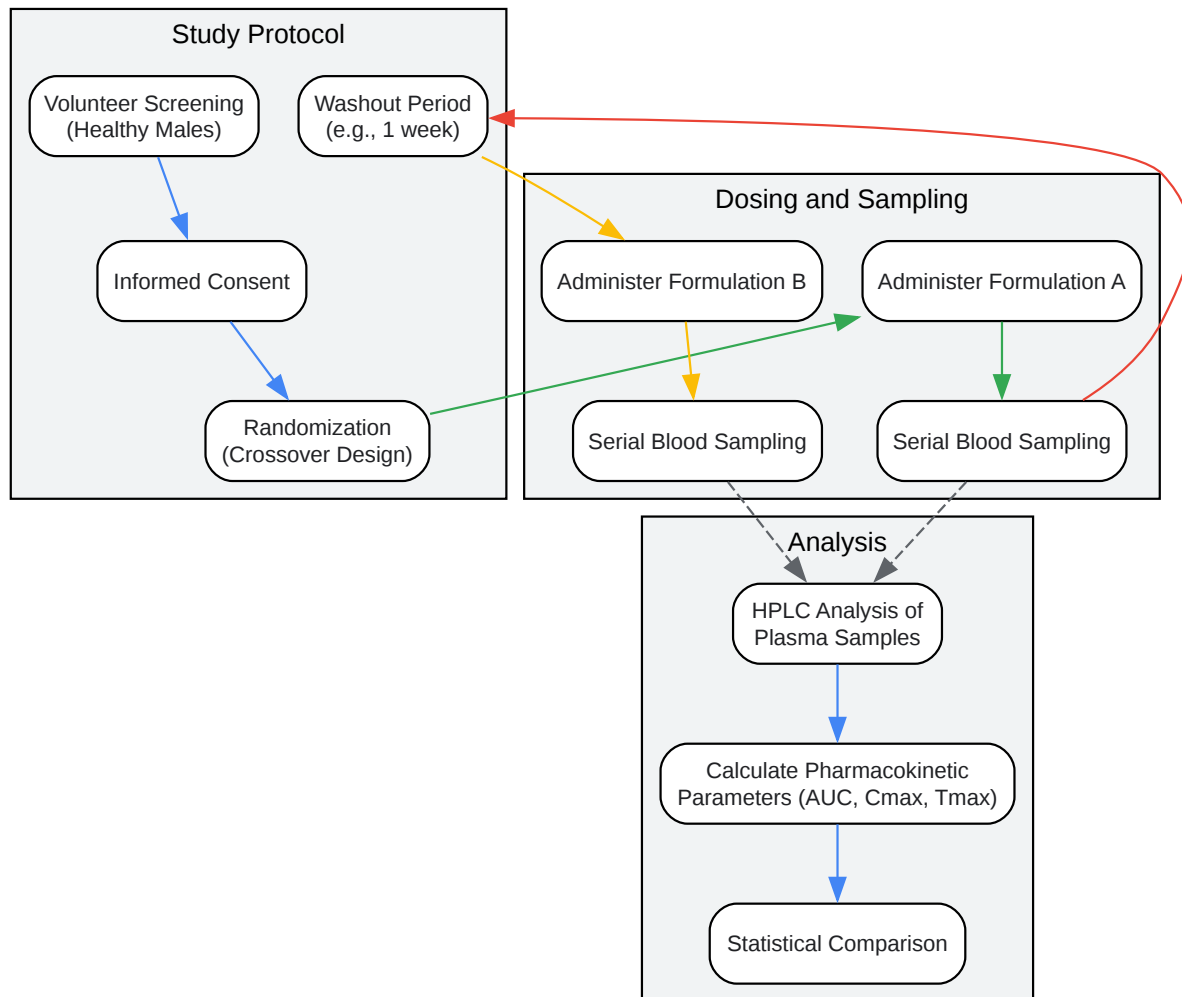 Study Protocol
Volunteer Screening
(Healthy Males)
Washout Period
(e.g., 1 week)
Informed Consent
Randomization
(Crossover Design)
Dosing and Sampling
Administer Formulation B
Administer Formulation A
Serial Blood Sampling
Serial Blood Sampling
Analysis
HPLC Analysis of
Plasma Samples
Calculate Pharmacokinetic
Parameters (AUC, Cmax, Tmax)
Statistical Comparison